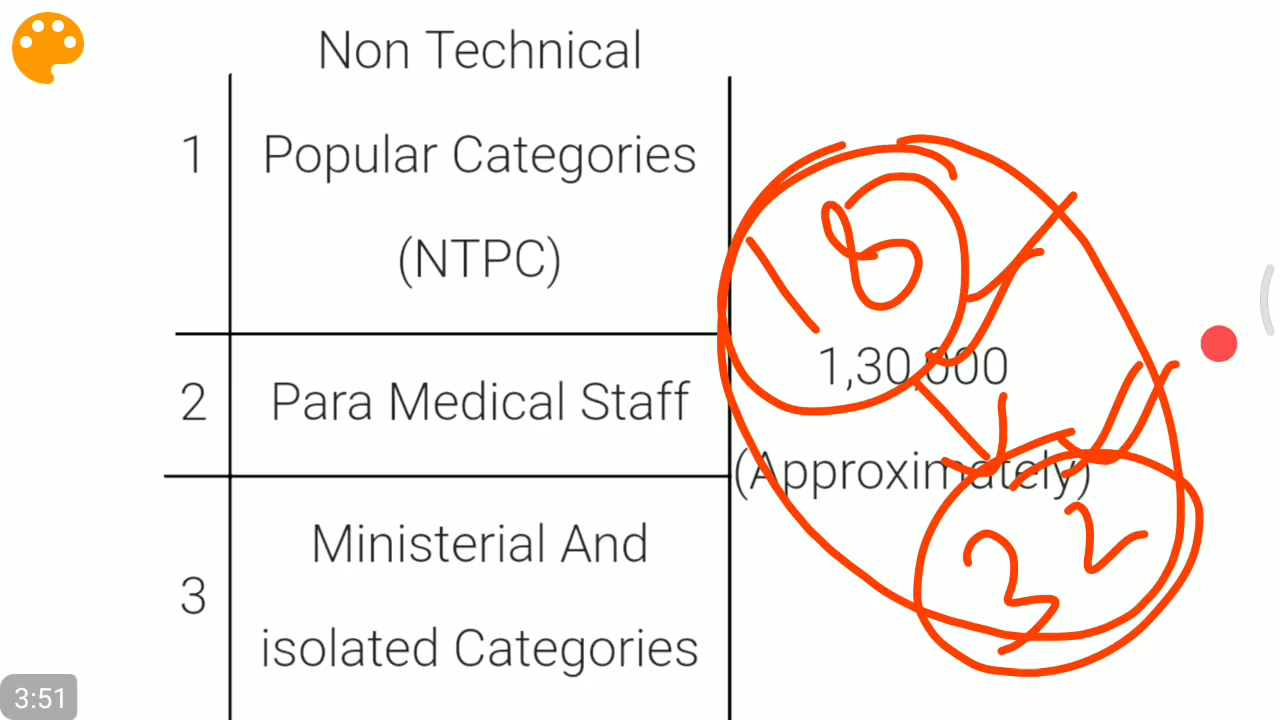 Non Technical
1 Popular Categories
(NTPC)
18
1,30,000
2 Para Medical Staff
(Approximately)
32
Ministerial And
3
isolated Categories
3:51